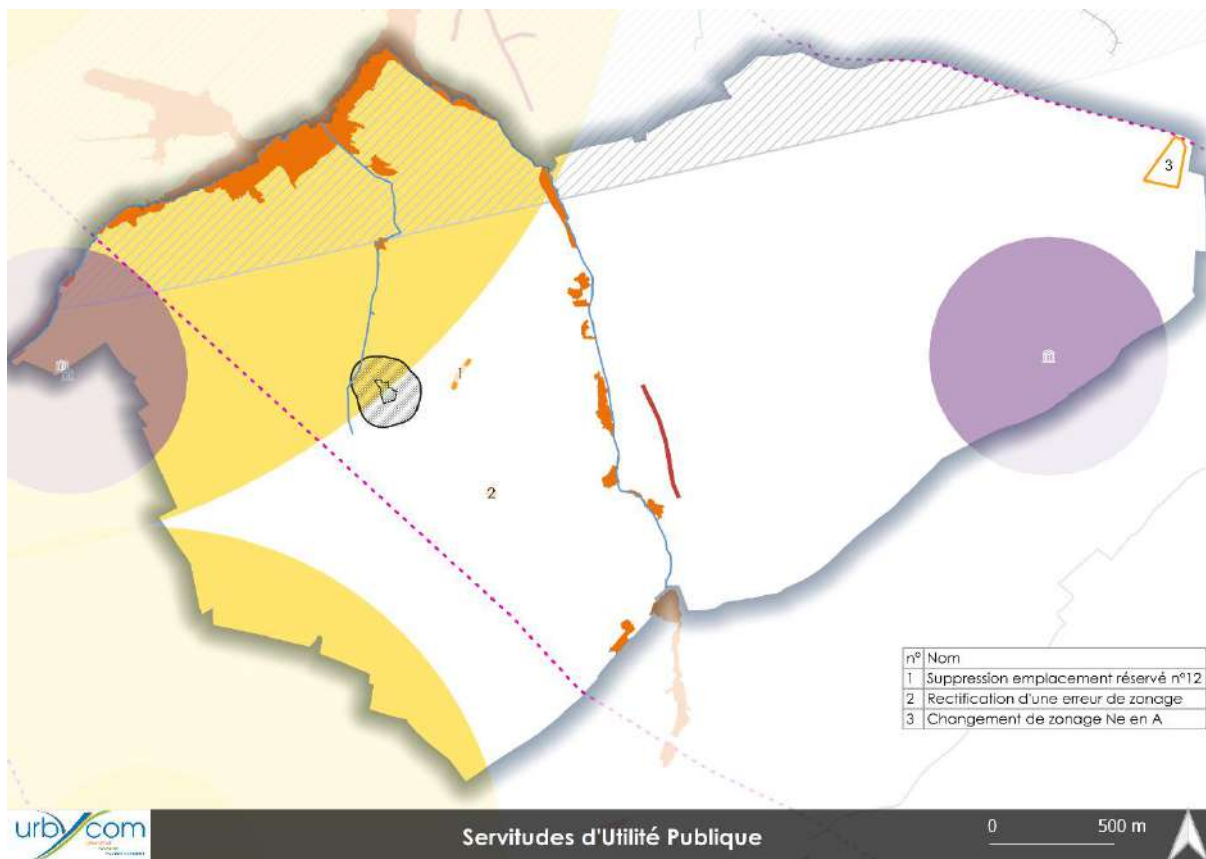 3
1
2
n° Nom
1 Suppression emplacement réservé n°12
2 Rectification d'une erreur de zonage
3 Changement de zonage Ne en A
urbycom
Servitudes d'Utilité Publique
0 500 m